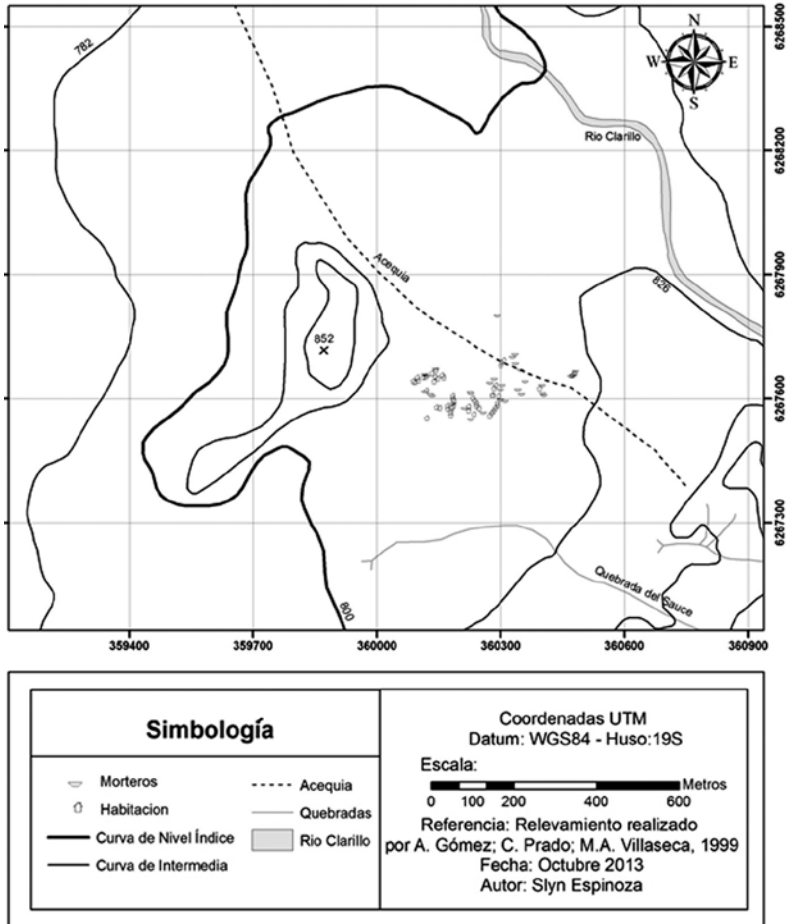 782
N
W
E
S
6268500
Rio Clarillo
6268200
Acequia
6267900
826
852
6267600
6267300
Quebrada del Sauce
800
359400
359700
360000
360300
360600
360900
Simbología
Morteros
Habitacion
Curva de Nivel Índice
Curva de Intermedia
Acequia
Quebradas
Rio Clarillo
Coordenadas UTM
Datum: WGS84 - Huso:19S
Escala:
Metros
0 100 200 400 600
Referencia: Relevamiento realizado
por A. Gómez; C. Prado; M.A. Villaseca, 1999
Fecha: Octubre 2013
Autor: Slyn Espinoza